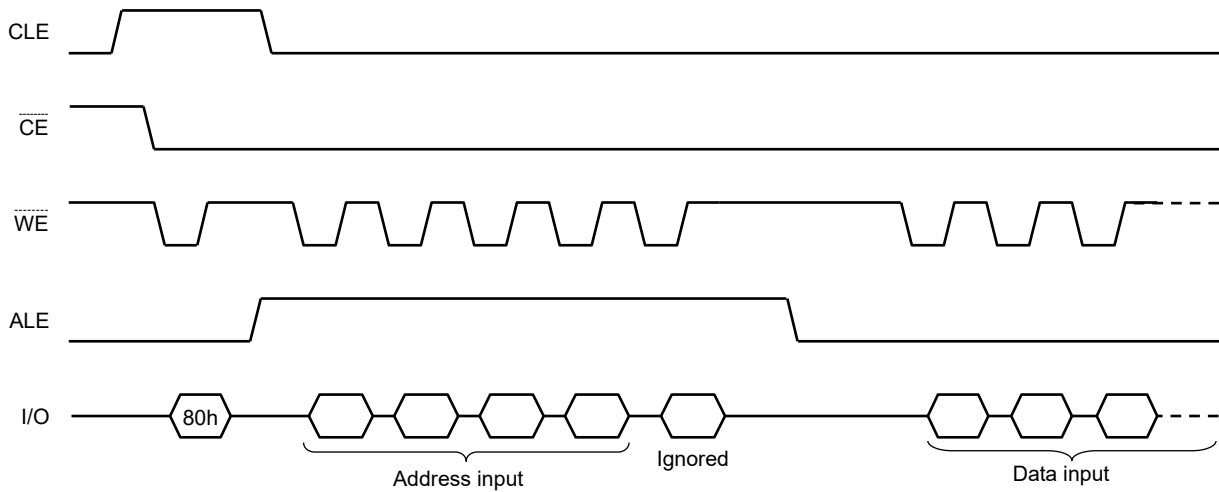 CLE
CE
WE
ALE
I/O
80h
Address input
Ignored
Data input